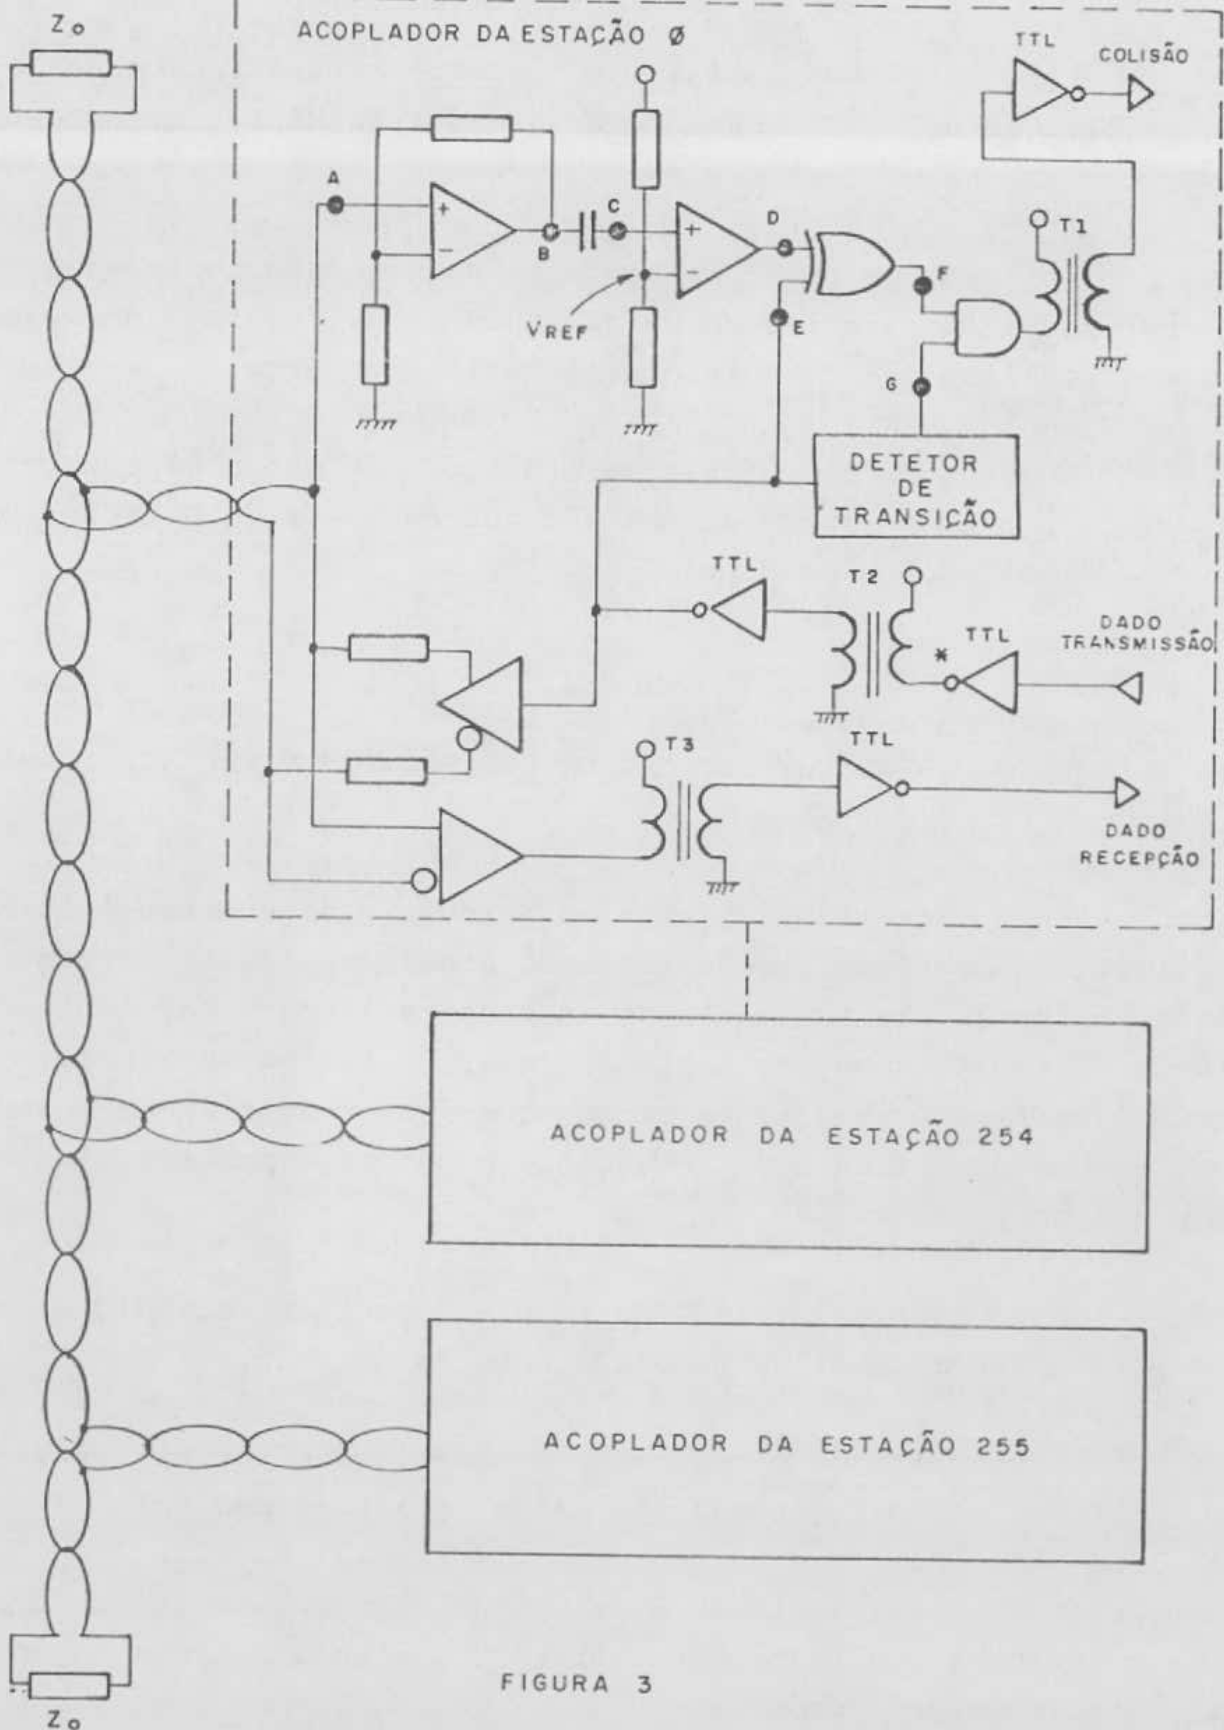 Zo
ACOPLADOR DA ESTAÇÃO Ø
TTL
COLISÃO
A
+
-
B
C
VREF
+
-
D
E
F
T1
G
DETETOR
DE
TRANSIÇÃO
TTL
T2
*
TTL
DADO
TRANSMISSÃO
T3
TTL
DADO
RECEPÇÃO
ACOPLADOR DA ESTAÇÃO 254
ACOPLADOR DA ESTAÇÃO 255
FIGURA 3
Zo